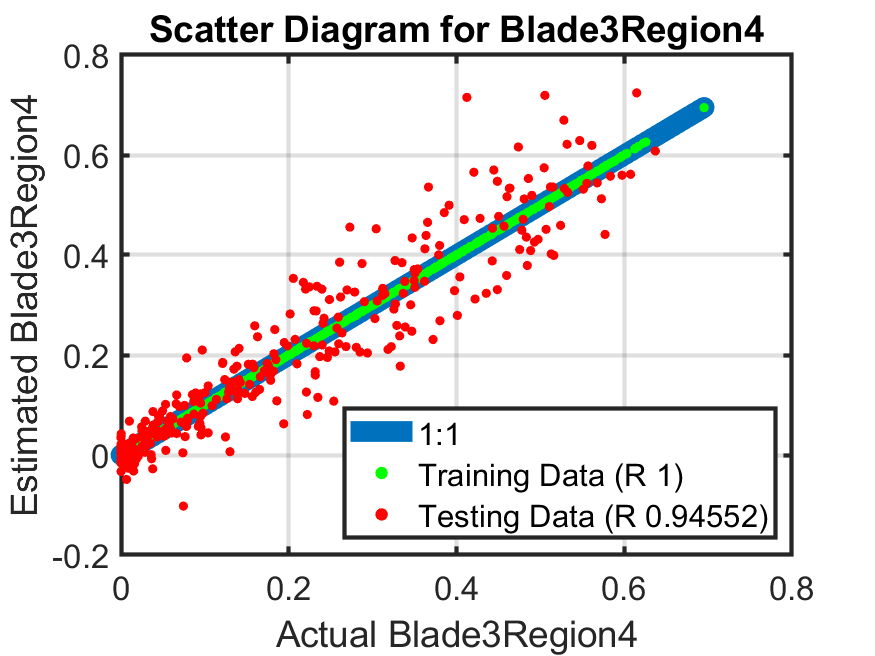 Scatter Diagram for Blade3Region4
Estimated Blade3Region4
0.8
0.6
0.4
0.2
0
-0.2
1:1
Training Data (R 1)
Testing Data (R 0.94552)
0 0.2 0.4 0.6 0.8
Actual Blade3Region4